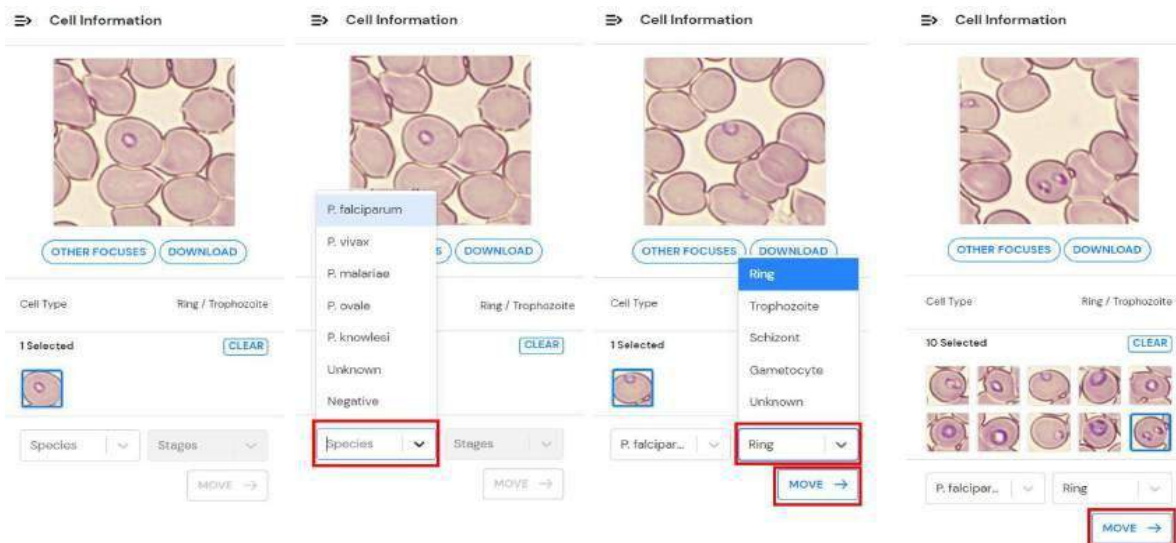 Cell Information
OTHER FOCUSES DOWNLOAD
Cell Type Ring / Trophozoite
1 Selected CLEAR
Species Stages
MOVE →
Cell Information
P. falciparum
P. vivax
P. malariae
P. ovale
P. knowlesi
Unknown
Negative
S DOWNLOAD
Ring / Trophozoite
CLEAR
Species Stages
MOVE →
Cell Information
OTHER FOCUSES DOWNLOAD
Cell Type
1 Selected
Ring
Trophozoite
Schizont
Gametocyte
Unknown
P. falcipar... Ring
MOVE →
Cell Information
OTHER FOCUSES DOWNLOAD
Cell Type Ring / Trophozoite
10 Selected CLEAR
P. falcipar... Ring
MOVE →